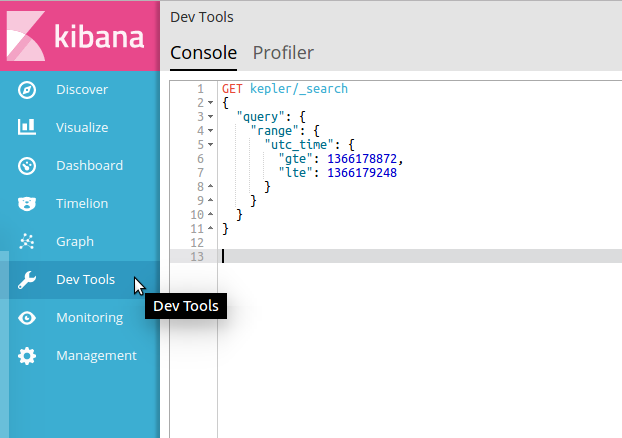 kibana
Discover
Visualize
Dashboard
Timelion
Graph
Dev Tools
Monitoring
Management
Dev Tools
Dev Tools
Console Profiler
1 GET kepler/_search
2 {
3   "query": {
4     "range": {
5       "utc_time": {
6         "gte": 1366178872,
7         "lte": 1366179248
8       }
9     }
10   }
11 }
12
13